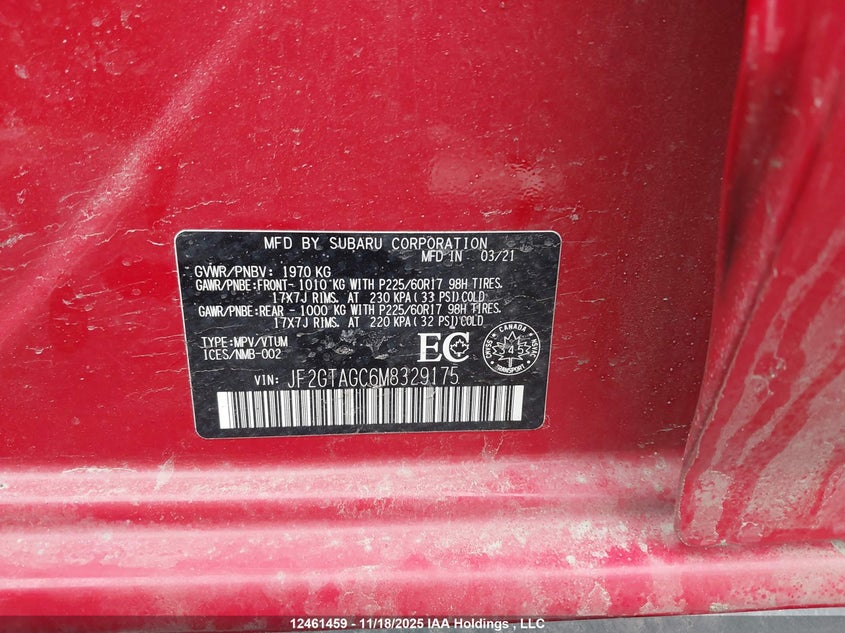 MFD BY SUBARU CORPORATION
MFD IN 03/21
GVWR/PNBV: 1970 KG
GAWR/PNBE:FRONT- 1010 KG WITH P225/60R17 98H TIRES.
17X7J RIMS. AT 230 KPA(33 PSI)COLD
GAWR/PNBE:REAR - 1000 KG WITH P225/60R17 98H TIRES.
17X7J RIMS. AT 220 KPA(32 PSI)COLD
TYPE:MPV/VTUM
ICES/NMB-002
EC
CANADA
TRANSPORT
VIN: JF2GTAGC6M8329175
12461459 - 11/18/2025 IAA Holdings , LLC